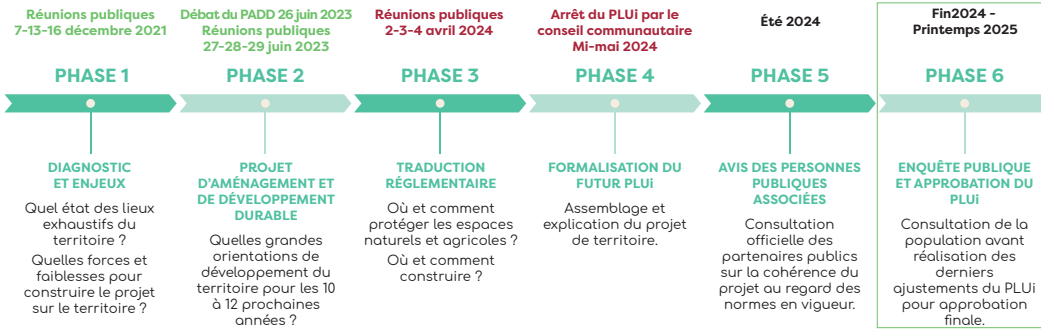 Réunions publiques
7-13-16 décembre 2021
PHASE 1
DIAGNOSTIC
ET ENJEUX
Quel état des lieux
exhaustifs du
territoire ?
Quelles forces et
faiblesses pour
construire le projet
sur le territoire ?
Débat du PADD 26 juin 2023
Réunions publiques
27-28-29 juin 2023
PHASE 2
PROJET
D'AMÉNAGEMENT ET
DE DÉVELOPPEMENT
DURABLE
Quelles grandes
orientations de
développement du
territoire pour les 10
à 12 prochaines
années ?
Réunions publiques
2-3-4 avril 2024
PHASE 3
TRADUCTION
RÉGLEMENTAIRE
Où et comment
protéger les espaces
naturels et agricoles ?
Où et comment
construire ?
Arrêt du PLUi par le
conseil communautaire
Mi-mai 2024
PHASE 4
FORMALISATION DU
FUTUR PLUi
Assemblage et
explication du projet
de territoire.
Été 2024
PHASE 5
AVIS DES PERSONNES
PUBLIQUES
ASSOCIÉES
Consultation
officielle des
partenaires publics
sur la cohérence du
projet au regard des
normes en vigueur.
Fin2024 -
Printemps 2025
PHASE 6
ENQUÊTE PUBLIQUE
ET APPROBATION DU
PLUi
Consultation de la
population avant
réalisation des
derniers
ajustements du PLUi
pour approbation
finale.